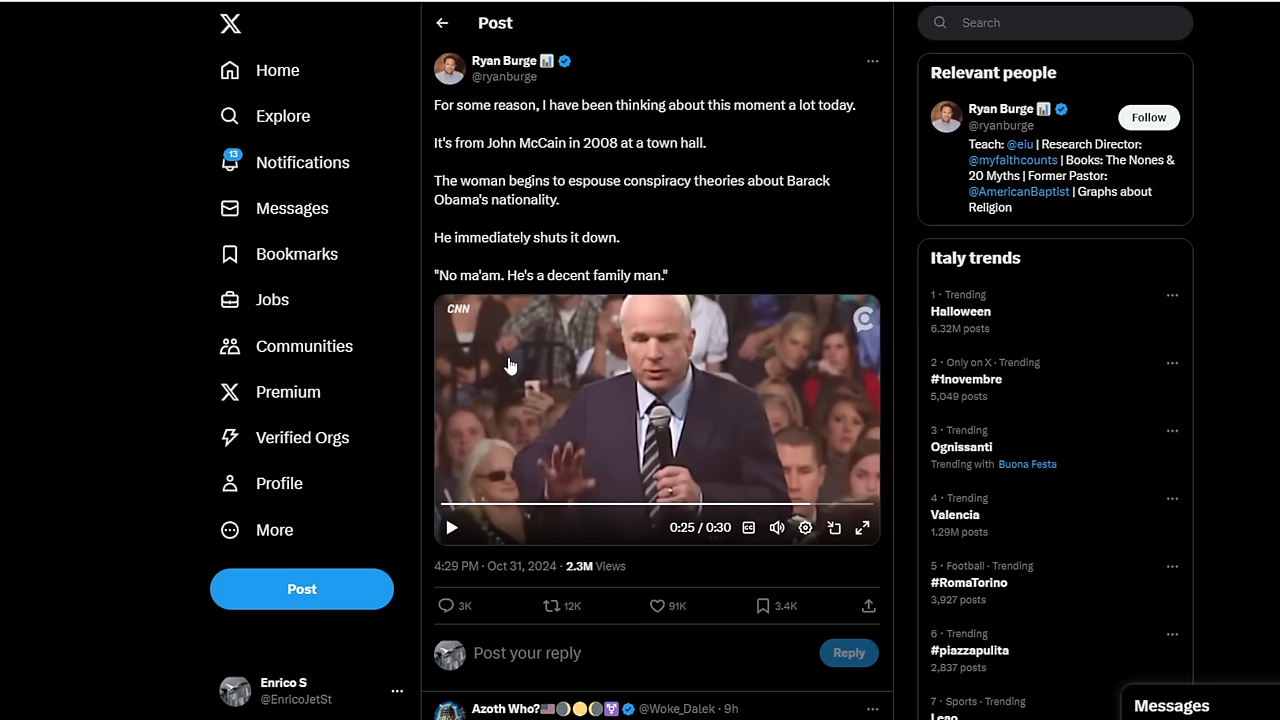 Home
Explore
13
Notifications
Messages
Bookmarks
Jobs
Communities
Premium
Verified Orgs
Profile
More
Post
Enrico S
@EnricoJetSt
Post
Ryan Burge
@ryanburge
For some reason, I have been thinking about this moment a lot today.
It's from John McCain in 2008 at a town hall.
The woman begins to espouse conspiracy theories about Barack
Obama's nationality.
He immediately shuts it down.
"No ma'am. He's a decent family man."
CNN
0:25 / 0:30
4:29 PM · Oct 31, 2024 · 2.3M Views
3K 12K 91K 3.4K
Post your reply
Reply
Azoth Who? @Woke_Dalek · 9h
Search
Relevant people
Ryan Burge
@ryanburge
Follow
Teach: @eiu | Research Director:
@myfaithcounts | Books: The Nones &
20 Myths | Former Pastor:
@AmericanBaptist | Graphs about
Religion
Italy trends
1 · Trending
Halloween
6.32M posts
2 · Only on X · Trending
#1novembre
5,049 posts
3 · Trending
Ognissanti
Trending with Buona Festa
4 · Trending
Valencia
1.29M posts
5 · Football · Trending
#RomaTorino
3,927 posts
6 · Trending
#piazzapulita
2,837 posts
7 · Sports · Trending
Leao
Messages